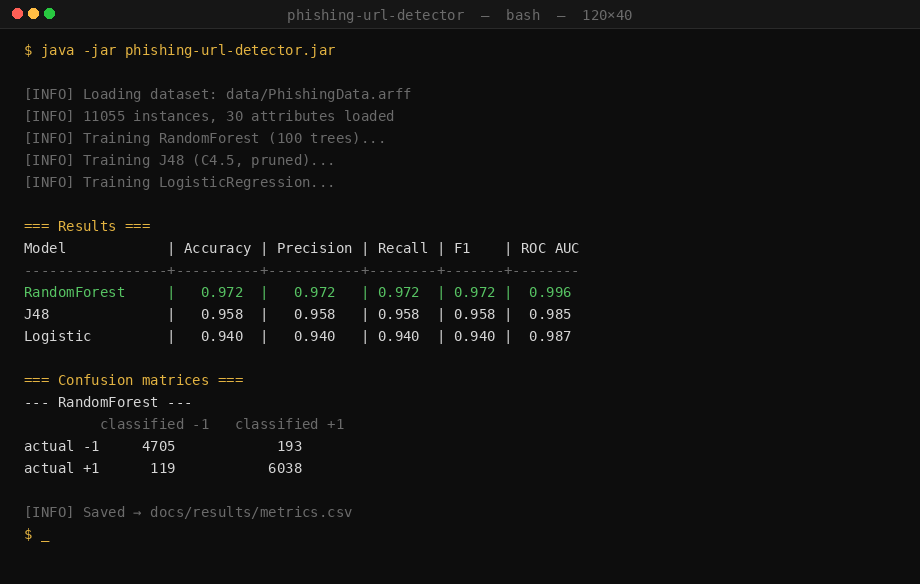 phishing-url-detector — bash — 120×40
$ java -jar phishing-url-detector.jar
[INFO] Loading dataset: data/PhishingData.arff
[INFO] 11055 instances, 30 attributes loaded
[INFO] Training RandomForest (100 trees)...
[INFO] Training J48 (C4.5, pruned)...
[INFO] Training LogisticRegression...
=== Results ===
Model            | Accuracy | Precision | Recall | F1    | ROC AUC
-----------------+----------+-----------+--------+-------+--------
RandomForest     |   0.972  |   0.972   | 0.972  | 0.972 |  0.996
J48              |   0.958  |   0.958   | 0.958  | 0.958 |  0.985
Logistic         |   0.940  |   0.940   | 0.940  | 0.940 |  0.987
=== Confusion matrices ===
--- RandomForest ---
         classified -1   classified +1
actual -1     4705            193
actual +1      119           6038
[INFO] Saved → docs/results/metrics.csv
$ _